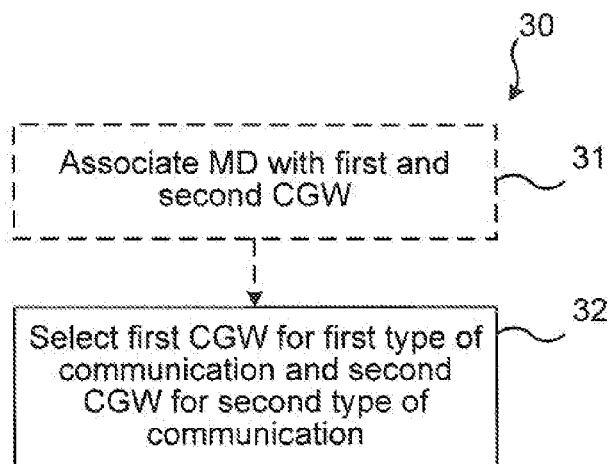 30
Associate MD with first and
second CGW
31
Select first CGW for first type of
communication and second
CGW for second type of
communication
32